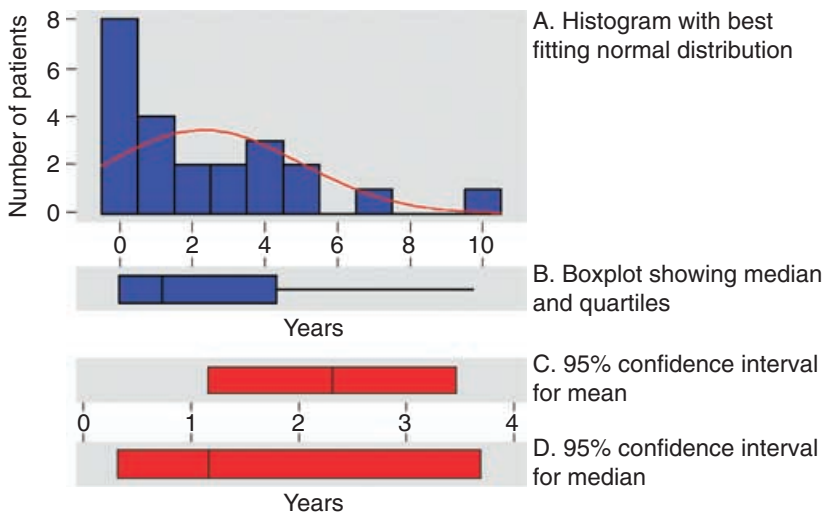 Number of patients
8
6
4
2
0
0 2 4 6 8 10
A. Histogram with best
fitting normal distribution
B. Boxplot showing median
and quartiles
Years
C. 95% confidence interval
for mean
0 1 2 3 4
D. 95% confidence interval
for median
Years